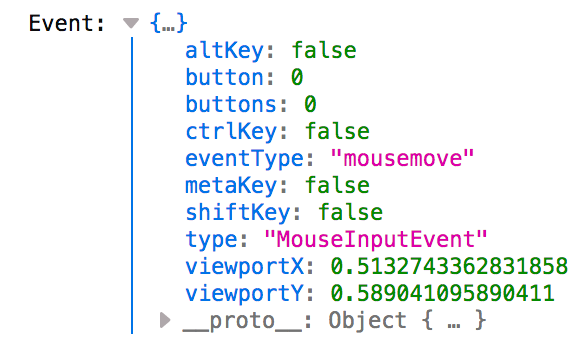 Event: ▼ {…}
altKey: false
button: 0
buttons: 0
ctrlKey: false
eventType: "mousemove"
metaKey: false
shiftKey: false
type: "MouseInputEvent"
viewportX: 0.5132743362831858
viewportY: 0.589041095890411
▶ __proto__: Object { … }